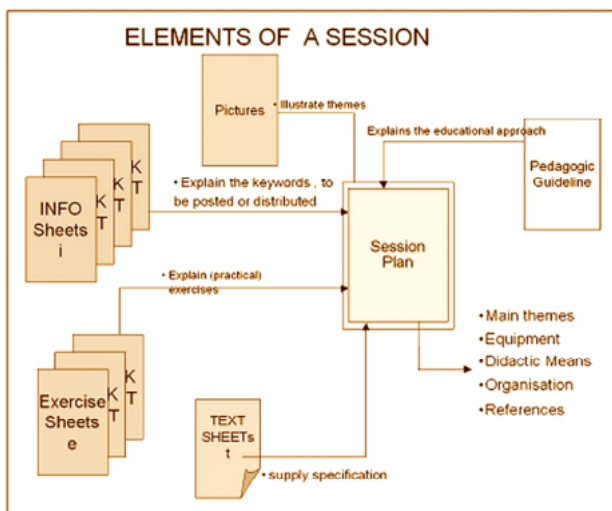 ELEMENTS OF A SESSION
Pictures
• Illustrate themes
Explains the educational approach
Pedagogic
Guideline
K
T
K
T
K
T
INFO
Sheets
i
• Explain the keywords , to
be posted or distributed
Session
Plan
• Explain (practical)
exercises
K
T
K
T
Exercise
Sheets
e
•Main themes
•Equipment
•Didactic Means
•Organisation
•References
TEXT
SHEETs
t
• supply specification